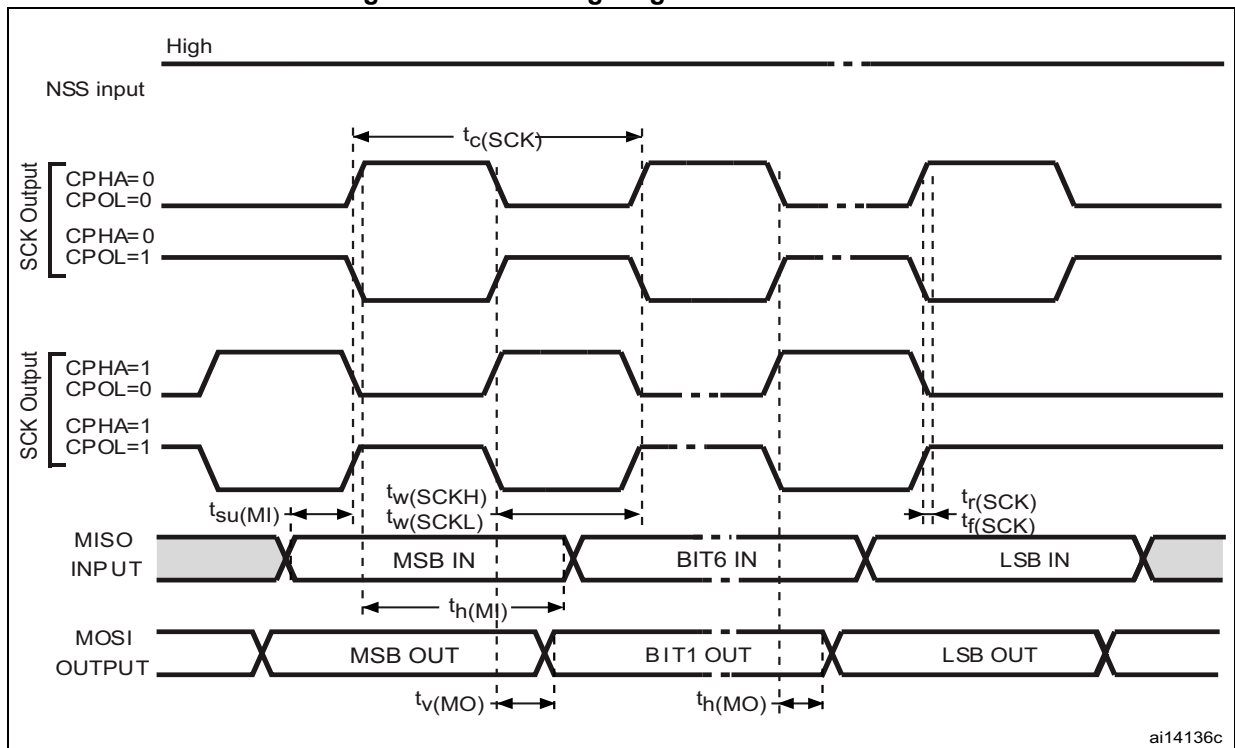 High
NSS input
tc(SCK)
SCK Output
CPHA=0
CPOL=0
CPHA=0
CPOL=1
SCK Output
CPHA=1
CPOL=0
CPHA=1
CPOL=1
tsu(MI)
tw(SCKH)
tw(SCKL)
tr(SCK)
tf(SCK)
MISO
INPUT
MSB IN
BIT6 IN
LSB IN
th(MI)
MOSI
OUTPUT
MSB OUT
BIT1 OUT
LSB OUT
tv(MO)
th(MO)
ai14136c